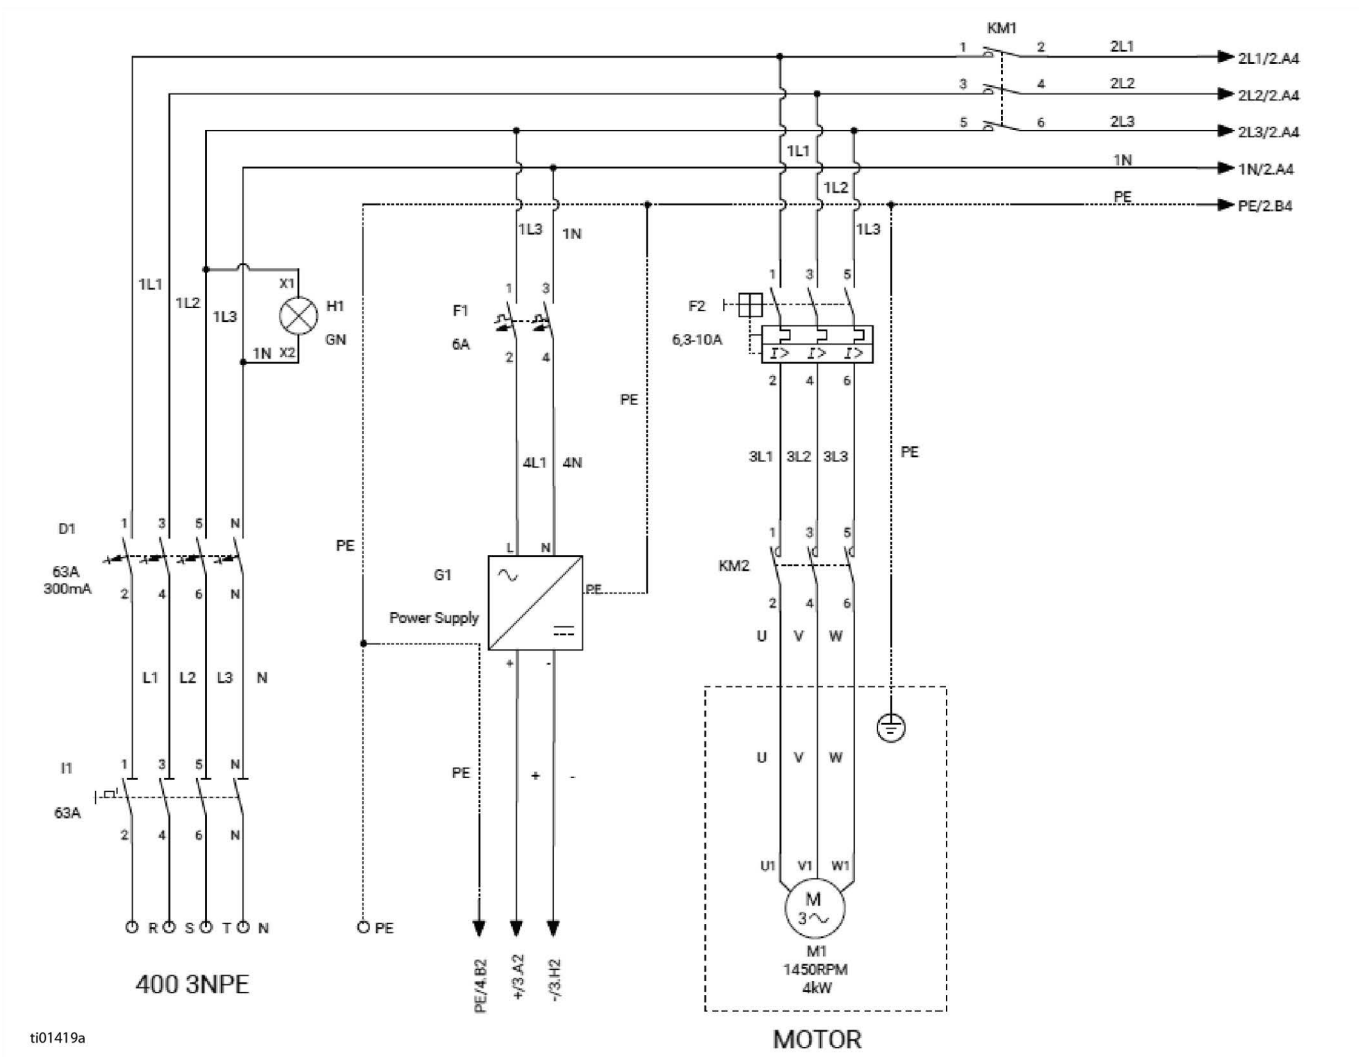 KM1
1 2 2L1 2L1/2.A4
3 4 2L2 2L2/2.A4
5 6 2L3 2L3/2.A4
1L1 1N 1N/2.A4
1L2 PE PE/2.B4
1L3 1N 1L3
1L1 X1 1 3 1 3 5
1L2 H1 F1 F2
1L3 GN 6A 6,3-10A
1N X2 2 4 I> I> I>
2 4 6
PE
4L1 4N 3L1 3L2 3L3 PE
D1 1 3 5 N 1 3 5
PE L N
63A G1 KM2
300mA PE
2 4 6 N 2 4 6
Power Supply
U V W
+ -
L1 L2 L3 N
I1 1 3 5 N U V W
PE + -
63A
2 4 6 N
U1 V1 W1
M
3
R S T N PE
M1
1450RPM
4kW
PE/4.B2
+/3.A2
-/3.H2
400 3NPE
MOTOR
ti01419a